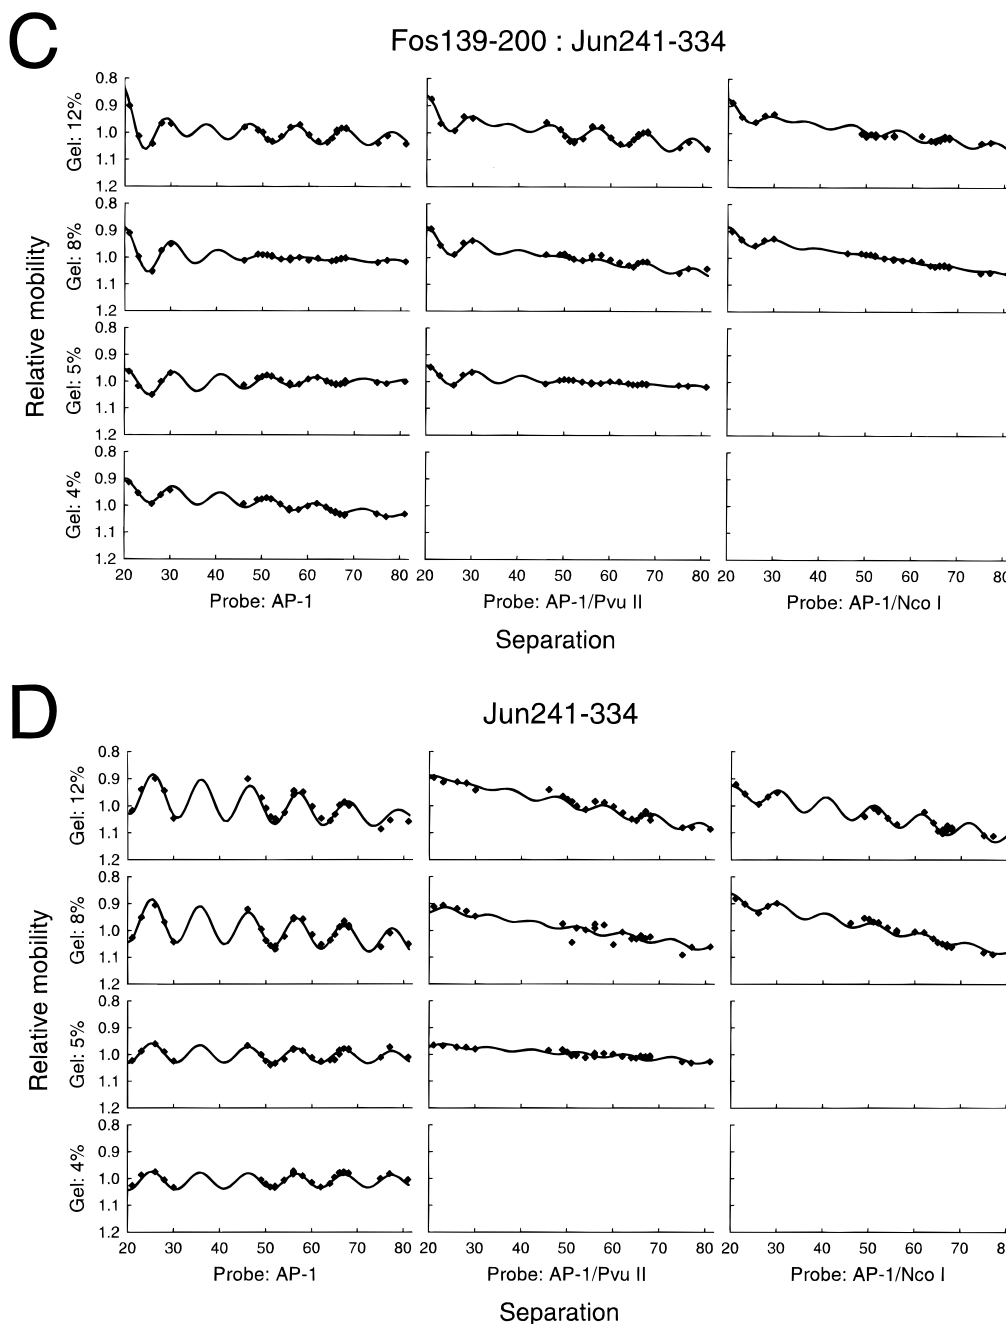 C
Fos139-200 : Jun241-334
Relative mobility
Gel: 12%
0.8
0.9
1.0
1.1
1.2
Gel: 8%
0.8
0.9
1.0
1.1
1.2
Gel: 5%
0.8
0.9
1.0
1.1
1.2
Gel: 4%
0.8
0.9
1.0
1.1
1.2
20 30 40 50 60 70 80 20 30 40 50 60 70 80 20 30 40 50 60 70 80
Probe: AP-1 Probe: AP-1/Pvu II Probe: AP-1/Nco I
Separation
D
Jun241-334
Relative mobility
Gel: 12%
0.8
0.9
1.0
1.1
1.2
Gel: 8%
0.8
0.9
1.0
1.1
1.2
Gel: 5%
0.8
0.9
1.0
1.1
1.2
Gel: 4%
0.8
0.9
1.0
1.1
1.2
20 30 40 50 60 70 80 20 30 40 50 60 70 80 20 30 40 50 60 70 8
Probe: AP-1 Probe: AP-1/Pvu II Probe: AP-1/Nco I
Separation